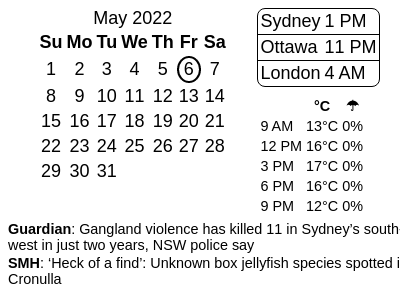 May 2022
Su Mo Tu We Th Fr Sa
1 2 3 4 5 6 7
8 9 10 11 12 13 14
15 16 17 18 19 20 21
22 23 24 25 26 27 28
29 30 31
Sydney 1 PM
Ottawa 11 PM
London 4 AM
°C ☂
9 AM 13°C 0%
12 PM 16°C 0%
3 PM 17°C 0%
6 PM 16°C 0%
9 PM 12°C 0%
Guardian: Gangland violence has killed 11 in Sydney’s south-
west in just two years, NSW police say
SMH: ‘Heck of a find’: Unknown box jellyfish species spotted i
Cronulla